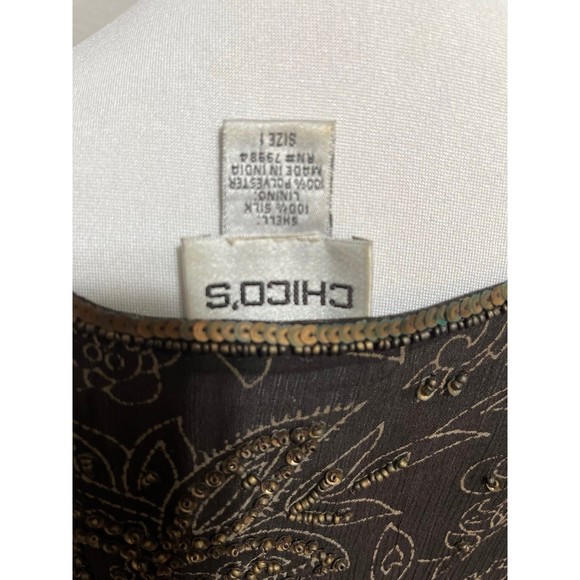 CHICO'S
SHELL:
100% SILK
LINING:
100% POLYESTER
MADE IN INDIA
RN# 79984
SIZE 1